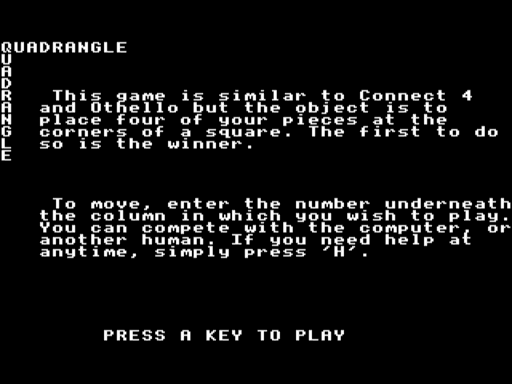 QUADRANGLE
U
A
D
R
A
N
G
L
E
This game is similar to Connect 4
and Othello but the object is to
place four of your pieces at the
corners of a square. The first to do
so is the winner.
To move, enter the number underneath
the column in which you wish to play.
You can compete with the computer, or
another human. If you need help at
anytime, simply press 'H'.
PRESS A KEY TO PLAY